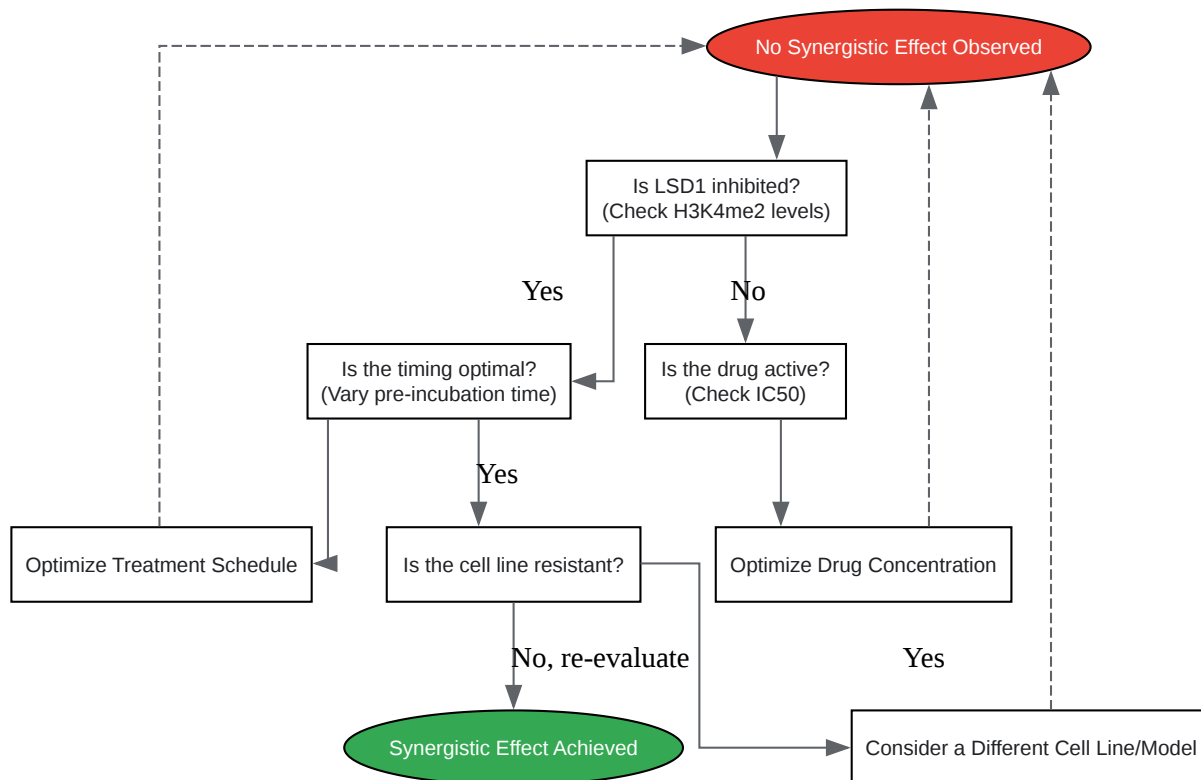 No Synergistic Effect Observed
Is LSD1 inhibited?
(Check H3K4me2 levels)
Yes
No
Is the timing optimal?
(Vary pre-incubation time)
Is the drug active?
(Check IC50)
Yes
Optimize Treatment Schedule
Is the cell line resistant?
Optimize Drug Concentration
No, re-evaluate
Yes
Synergistic Effect Achieved
Consider a Different Cell Line/Model